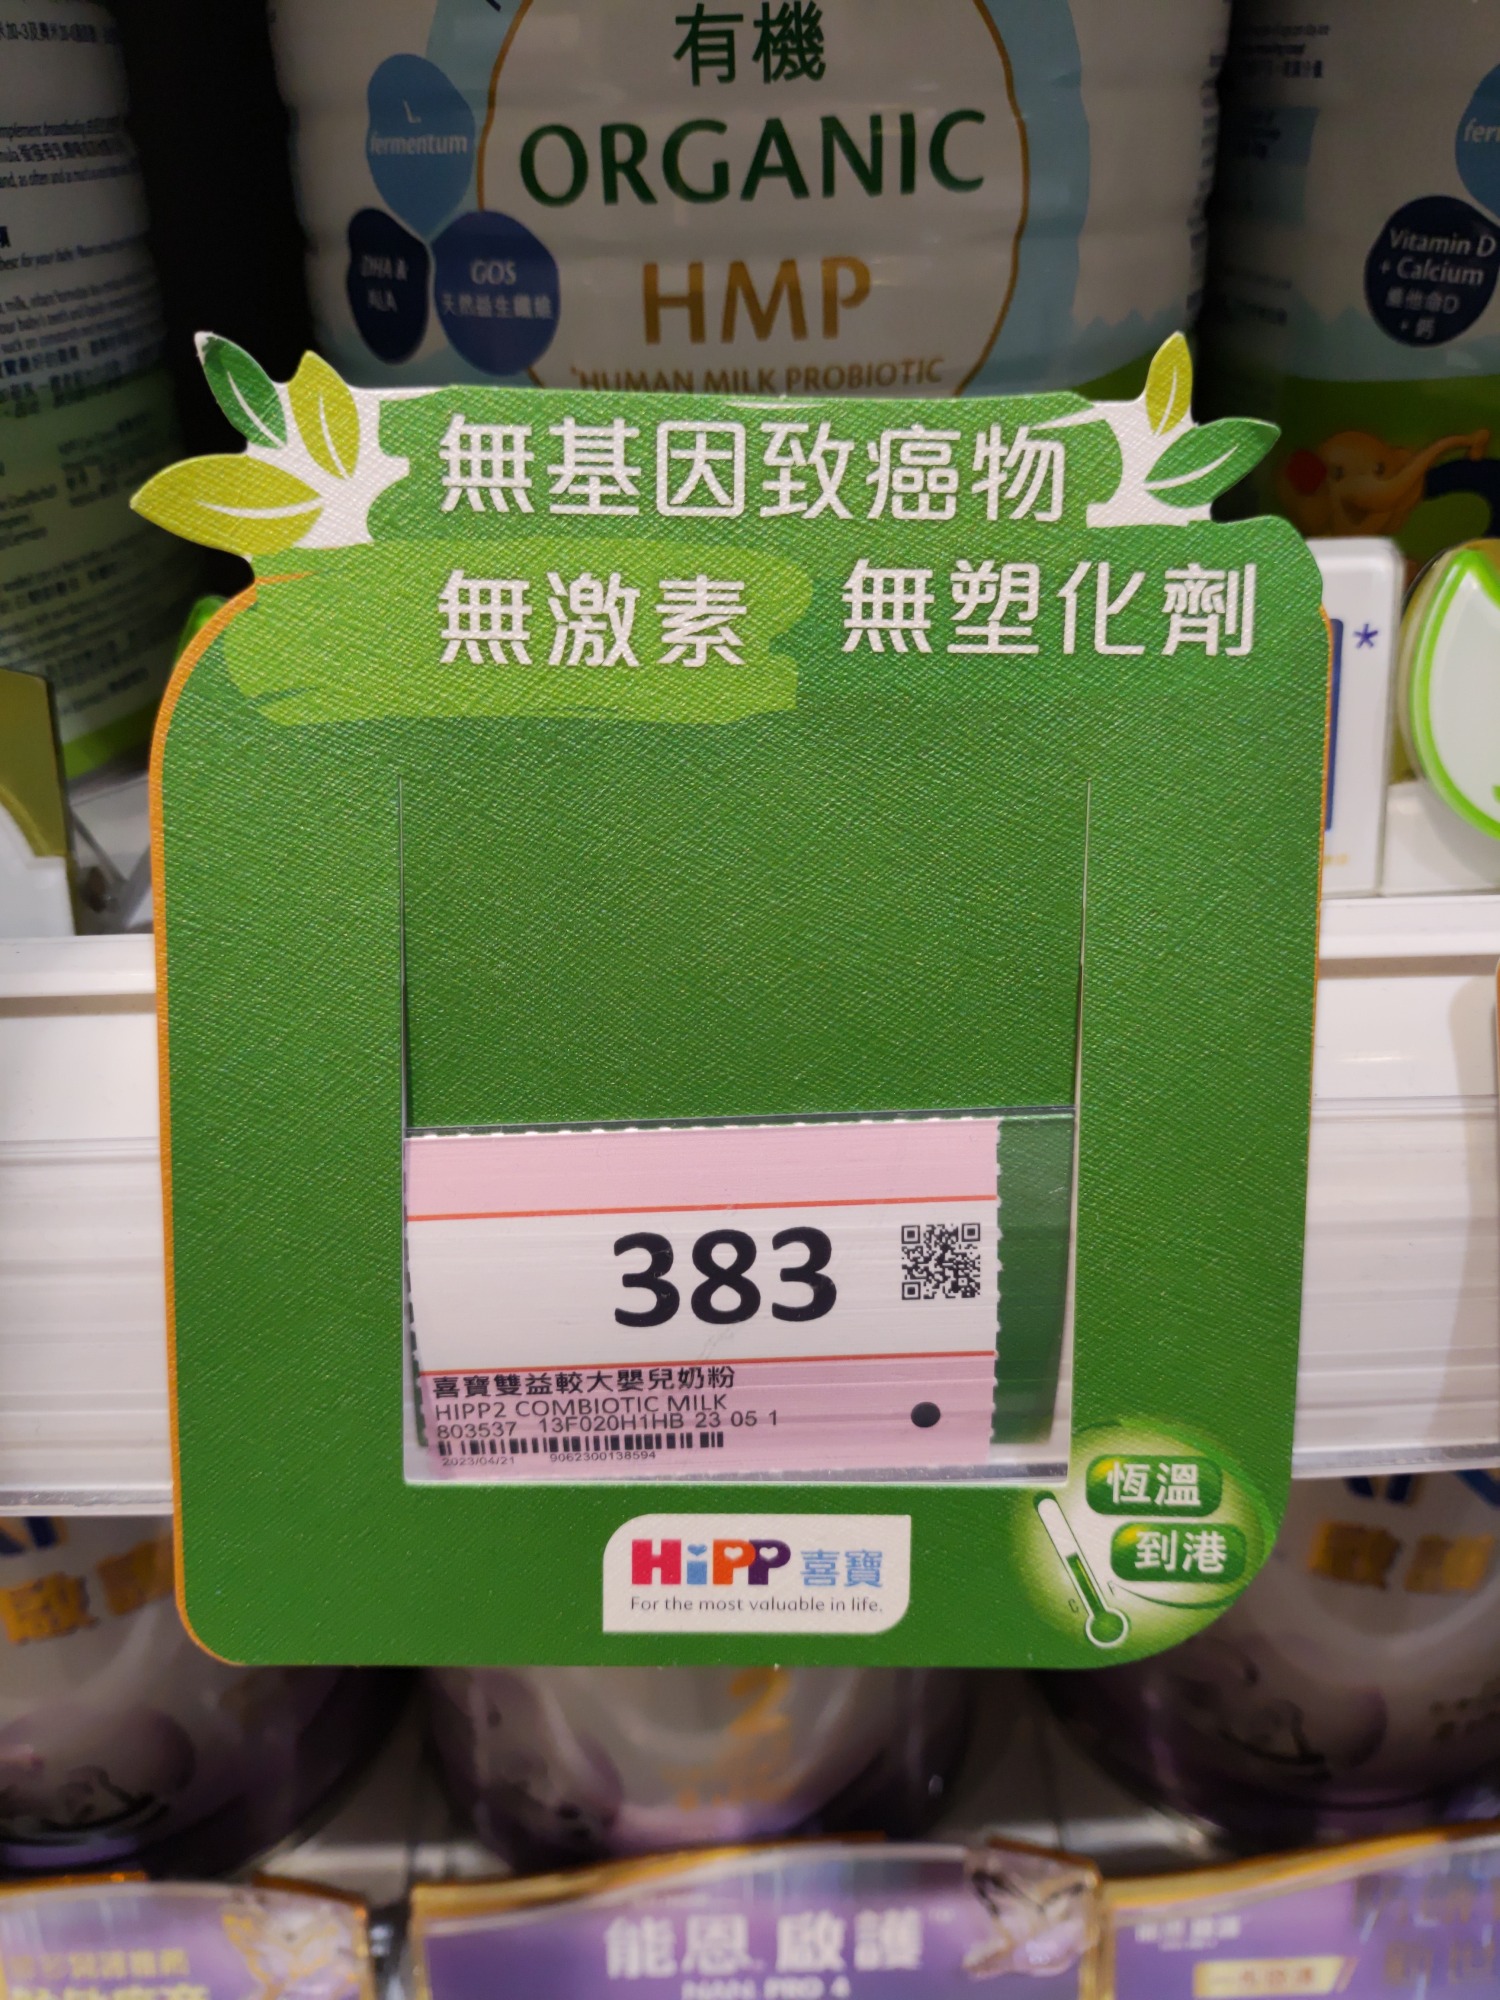 有機
ORGANIC
HMP
HUMAN MILK PROBIOTIC
L.
fermentum
DHA &
ALA
GOS
天然益生纖維
Vitamin D
+ Calcium
維他命D
+ 鈣
無基因致癌物
無激素 無塑化劑
*
383
喜寶雙益較大嬰兒奶粉
HIPP2 COMBIOTIC MILK
803537 13F020H1HB 23 05 1
2023/04/21 9062300138594
恆溫
到港
HiPP 喜寶
For the most valuable in life.
2
能恩 啟護
NAN PRO 4